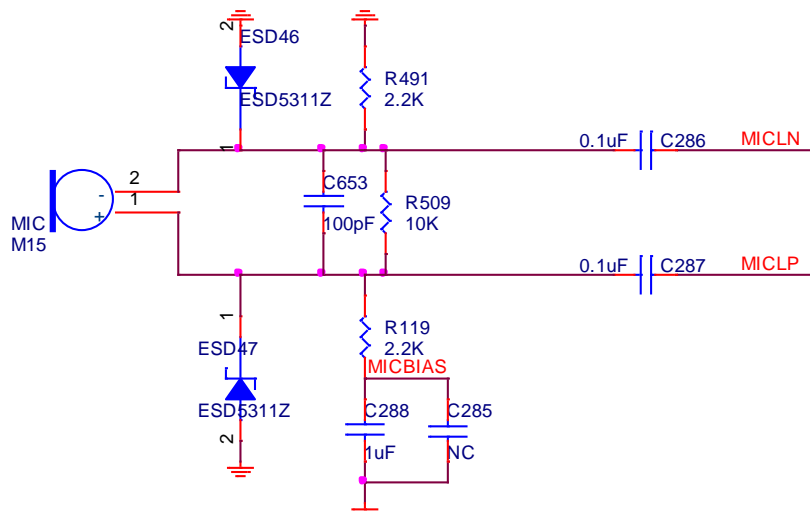 2
ESD46
ESD5311Z
1
R491
2.2K
0.1uF
C286
MICLN
2
1
-
+
MIC
M15
C653
100pF
R509
10K
0.1uF
C287
MICLP
1
ESD47
ESD5311Z
2
R119
2.2K
MICBIAS
C288
1uF
C285
NC